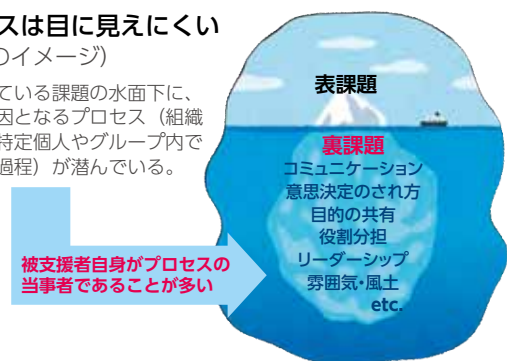 スは目に見えにくい
のイメージ)
ている課題の水面下に、
因となるプロセス（組織
特定個人やグループ内で
過程）が潜んでいる。
表課題
裏課題
コミュニケーション
意思決定のされ方
目的の共有
役割分担
リーダーシップ
雰囲気・風土
etc.
被支援者自身がプロセスの
当事者であることが多い